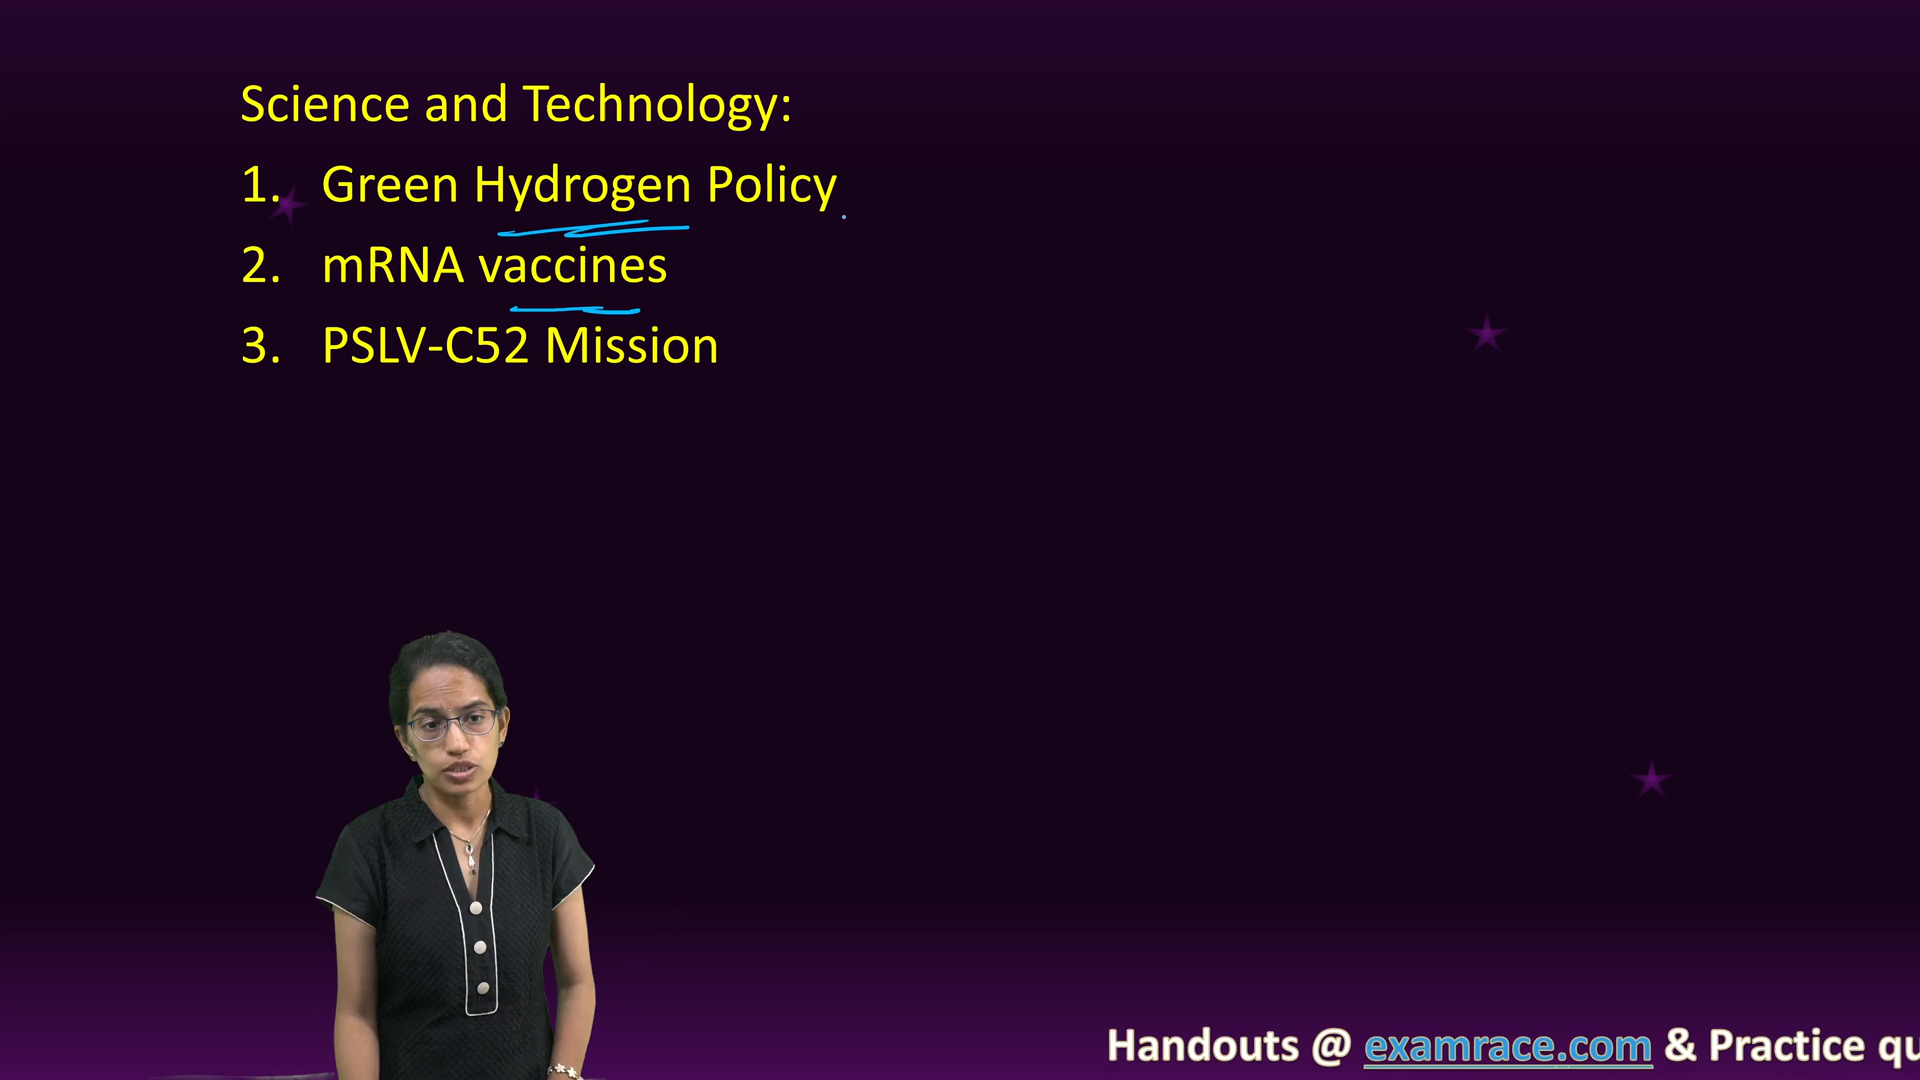 Science and Technology:
1. Green Hydrogen Policy
2. mRNA vaccines
3. PSLV-C52 Mission
Handouts @ examrace.com & Practice qu